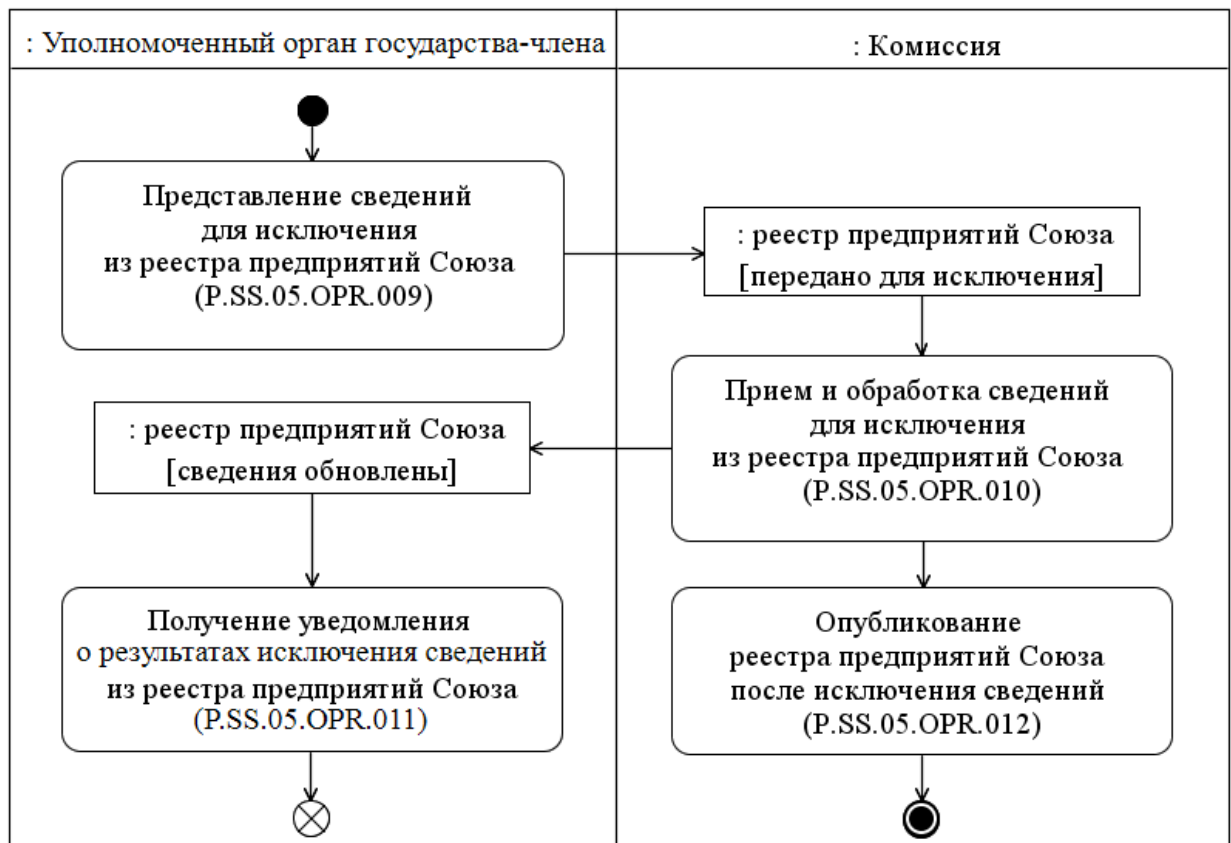 : Уполномоченный орган государства-члена
: Комиссия
Представление сведений
для исключения
из реестра предприятий Союза
(P.SS.05.OPR.009)
: реестр предприятий Союза
[передано для исключения]
Прием и обработка сведений
для исключения
из реестра предприятий Союза
(P.SS.05.OPR.010)
: реестр предприятий Союза
[сведения обновлены]
Получение уведомления
о результатах исключения сведений
из реестра предприятий Союза
(P.SS.05.OPR.011)
Опубликование
реестра предприятий Союза
после исключения сведений
(P.SS.05.OPR.012)